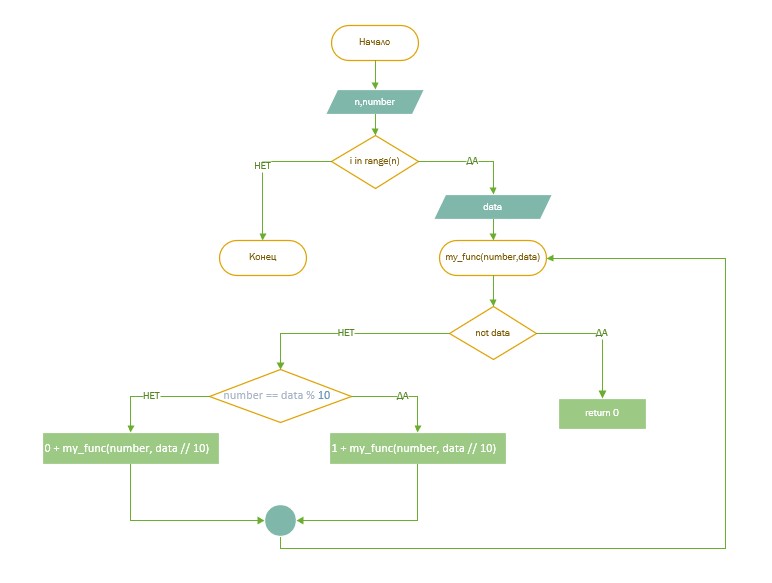 Начало
n,number
i in range(n)
НЕТ
ДА
data
Конец
my_func(number,data)
not data
НЕТ
ДА
number == data % 10
НЕТ
ДА
return 0
0 + my_func(number, data // 10)
1 + my_func(number, data // 10)